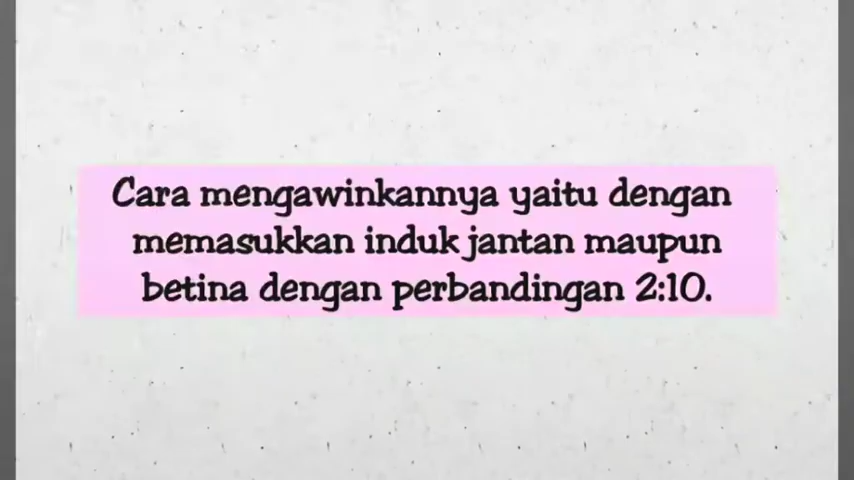 Cara mengawinkannya yaitu dengan
memasukkan induk jantan maupun
betina dengan perbandingan 2:10.